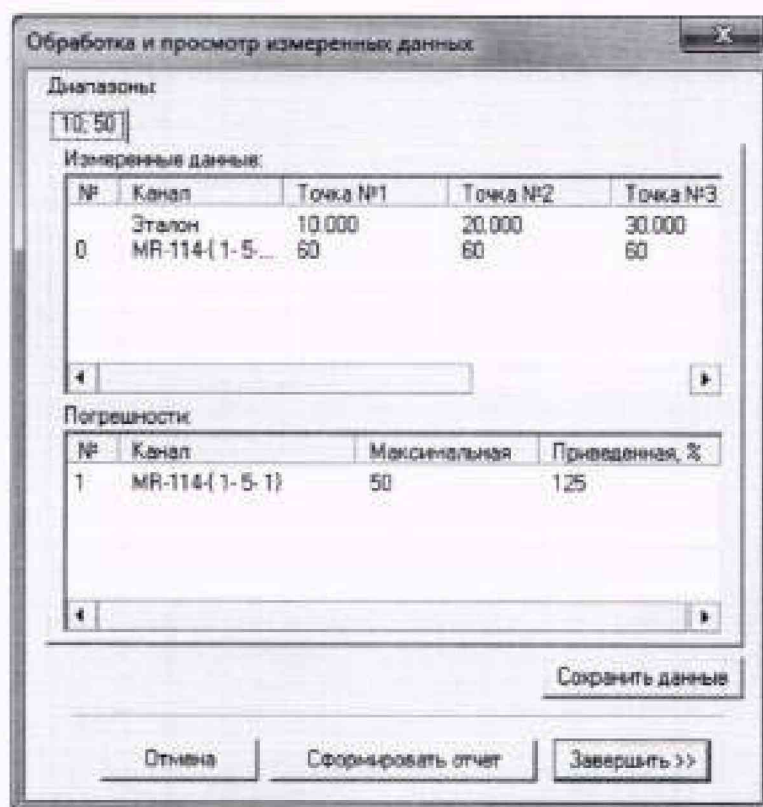 Обработка и просмотр измеренных данных
Диапазоны:
10; 50
Измеренные данные:
№ Канал Точка №1 Точка №2 Точка №3
Эталон 10.000 20.000 30.000
0 MR-114-( 1- 5-... 60 60 60
Погрешности:
№ Канал Максимальная Приведенная, %
1 MR-114-( 1- 5- 1) 50 125
Сохранить данные
Отмена Сформировать отчет Завершить >>